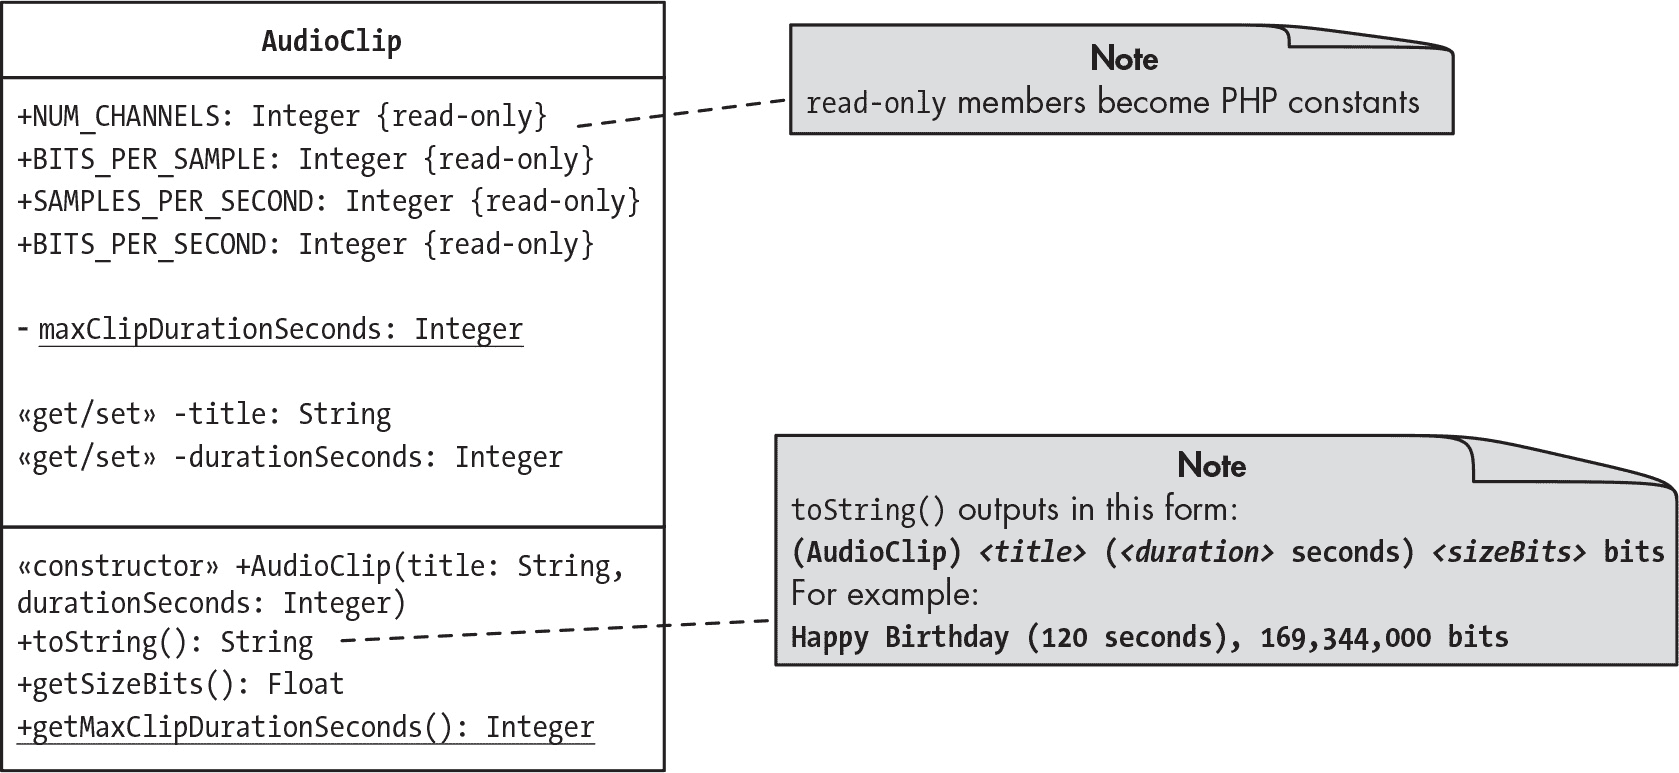 AudioClip
+NUM_CHANNELS: Integer {read-only}
+BITS_PER_SAMPLE: Integer {read-only}
+SAMPLES_PER_SECOND: Integer {read-only}
+BITS_PER_SECOND: Integer {read-only}
- maxClipDurationSeconds: Integer
«get/set» -title: String
«get/set» -durationSeconds: Integer
«constructor» +AudioClip(title: String,
durationSeconds: Integer)
+toString(): String
+getSizeBits(): Float
+getMaxClipDurationSeconds(): Integer
Note
read-only members become PHP constants
Note
toString() outputs in this form:
(AudioClip) <title> (<duration> seconds) <sizeBits> bits
For example:
Happy Birthday (120 seconds), 169,344,000 bits